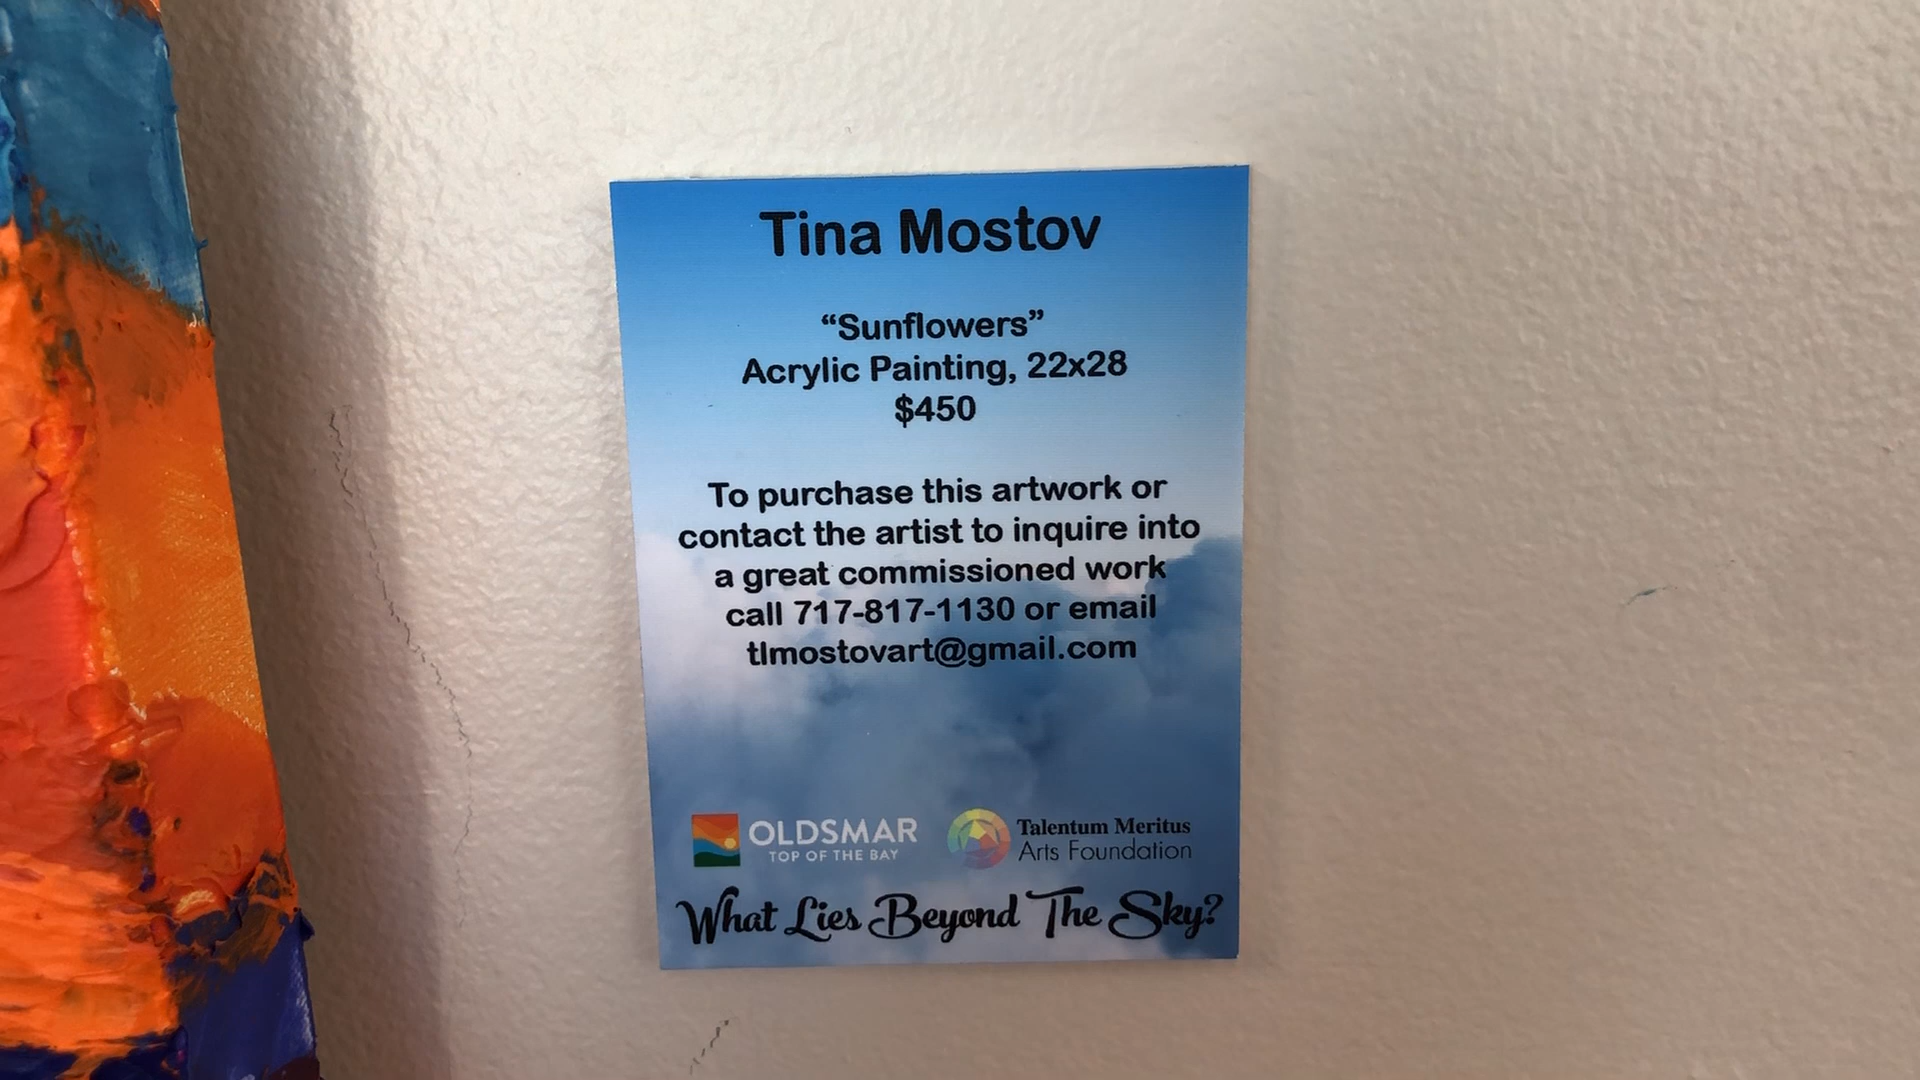 Tina Mostov
“Sunflowers”
Acrylic Painting, 22x28
$450
To purchase this artwork or
contact the artist to inquire into
a great commissioned work
call 717-817-1130 or email
tlmostovart@gmail.com
OLDSMAR
TOP OF THE BAY
Talentum Meritus
Arts Foundation
What Lies Beyond The Sky?